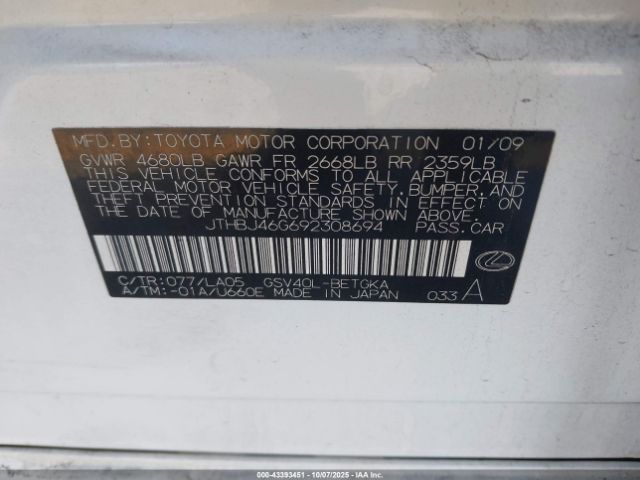 MFD.BY:TOYOTA MOTOR CORPORATION 01/09
GVWR 4680LB GAWR FR 2668LB RR 2359LB
THIS VEHICLE CONFORMS TO ALL APPLICABLE
FEDERAL MOTOR VEHICLE SAFETY,BUMPER,AND
THEFT PREVENTION STANDARDS IN EFFECT ON
THE DATE OF MANUFACTURE SHOWN ABOVE.
JTHBJ46G692308694 PASS.CAR
C/TR:077/LA05 GSV40L-BETGKA
A/TM:-01A/U660E MADE IN JAPAN 033 A
000-43393451 | 10/07/2025 | IAAI, Inc.